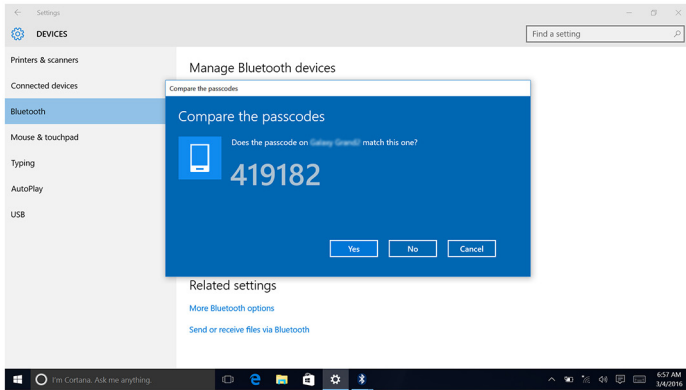 Settings
DEVICES
Find a setting
Printers & scanners
Connected devices
Bluetooth
Mouse & touchpad
Typing
AutoPlay
USB
Manage Bluetooth devices
Compare the passcodes
Compare the passcodes
Does the passcode on match this one?
419182
Yes No Cancel
Related settings
More Bluetooth options
Send or receive files via Bluetooth
I'm Cortana. Ask me anything.
6:57 AM
3/4/2016